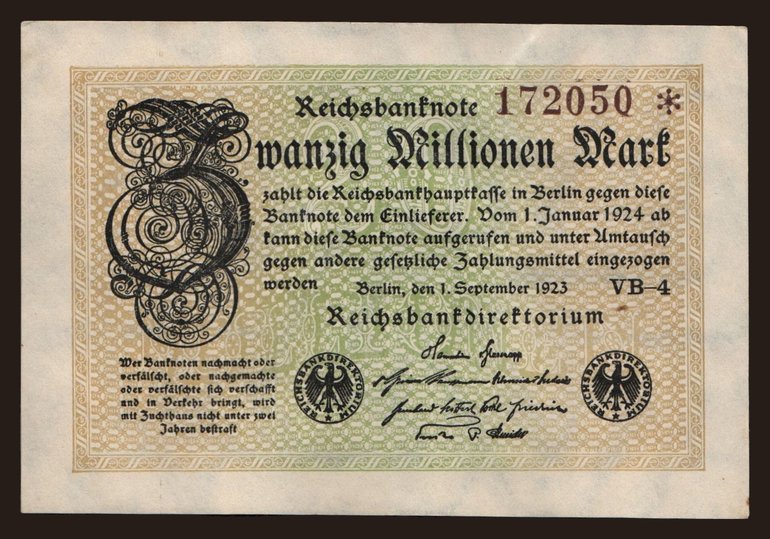 Reichsbanknote 172050 *
Zwanzig Millionen Mark
zahlt die Reichsbankhauptkasse in Berlin gegen diese
Banknote dem Einlieferer. Vom 1. Januar 1924 ab
kann diese Banknote aufgerufen und unter Umtausch
gegen andere gesetzliche Zahlungsmittel eingezogen
werden Berlin, den 1. September 1923 VB-4
Reichsbankdirektorium
Wer Banknoten nachmacht oder
verfälscht, oder nachgemachte
oder verfälschte sich verschafft
und in Verkehr bringt, wird
mit Zuchthaus nicht unter zwei
Jahren bestraft
REICHSBANKDIREKTORIUM
REICHSBANKDIREKTORIUM